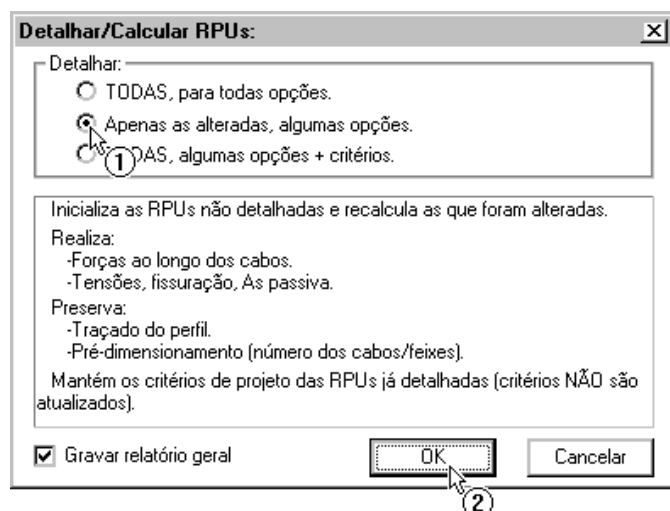 Detalhar/Calcular RPUs:
Detalhar:
TODAS, para todas opções.
Apenas as alteradas, algumas opções.
1
DAS, algumas opções + critérios.
Inicializa as RPUs não detalhadas e recalcula as que foram alteradas.
Realiza:
-Forças ao longo dos cabos.
-Tensões, fissuração, As passiva.
Preserva:
-Traçado do perfil.
-Pré-dimensionamento (número dos cabos/feixes).
Mantém os critérios de projeto das RPUs já detalhadas (critérios NÃO são
atualizados).
Gravar relatório geral
OK
Cancelar
2